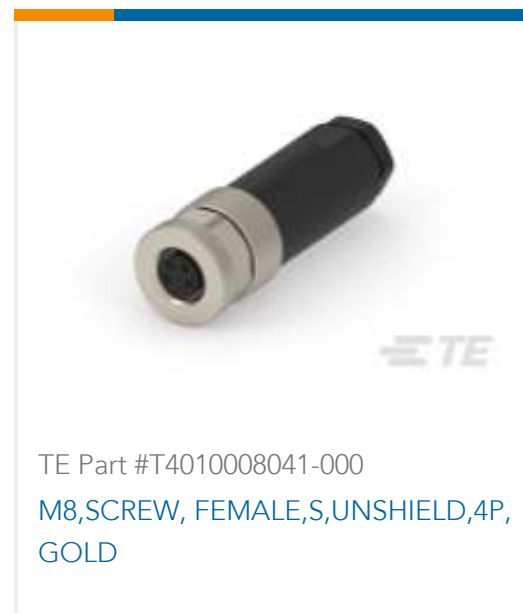 TE
TE Part #T4010008041-000
M8,SCREW, FEMALE,S,UNSHIELD,4P,
GOLD